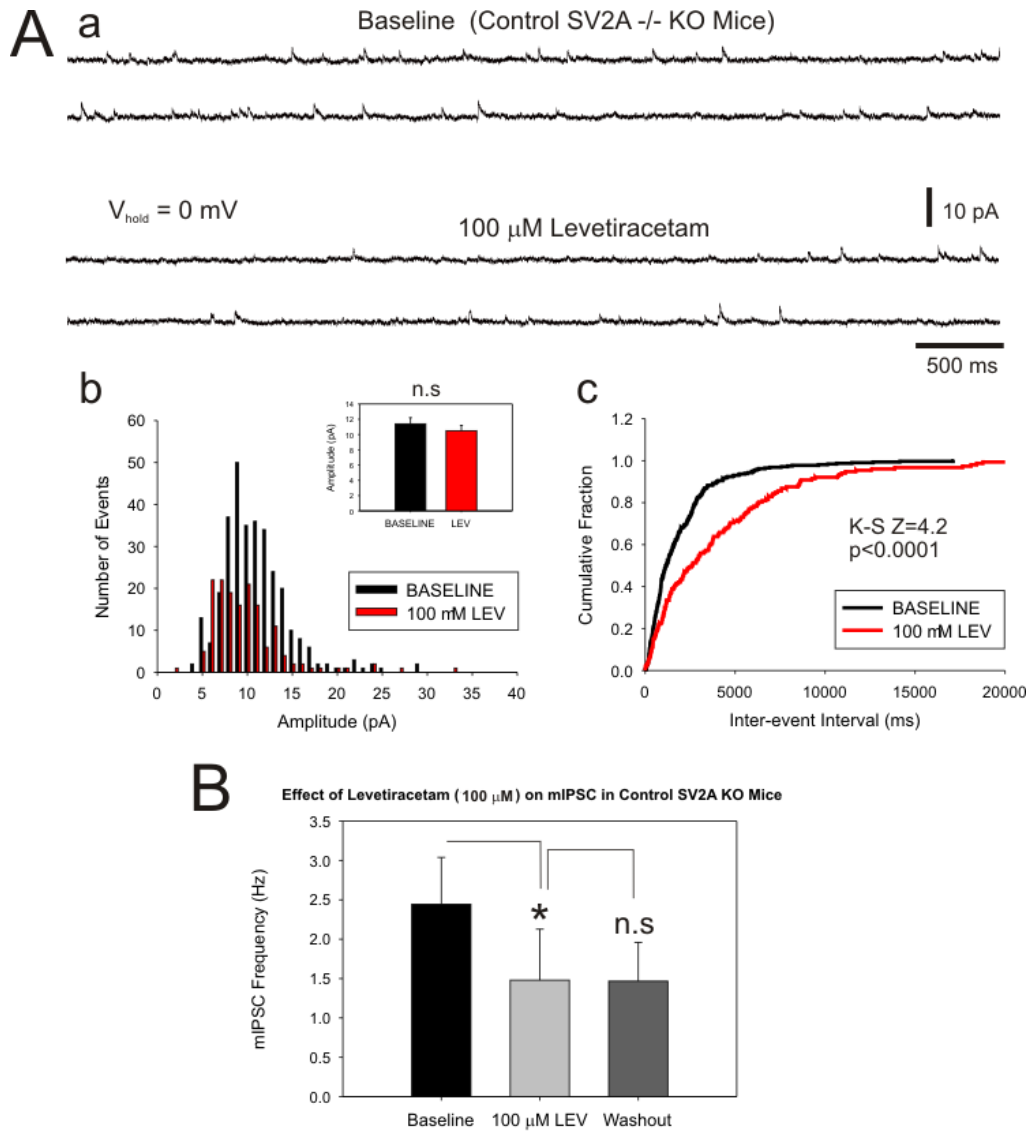 A
a
Baseline (Control SV2A -/- KO Mice)
Vhold = 0 mV
10 pA
100 μM Levetiracetam
500 ms
b
n.s
Amplitude (pA)
14
12
10
8
6
4
2
0
BASELINE LEV
Number of Events
60
50
40
30
20
10
0
BASELINE
100 mM LEV
0 5 10 15 20 25 30 35 40
Amplitude (pA)
c
Cumulative Fraction
1.2
1.0
0.8
0.6
0.4
0.2
0.0
K-S Z=4.2
p<0.0001
BASELINE
100 mM LEV
0 5000 10000 15000 20000
Inter-event Interval (ms)
B
Effect of Levetiracetam (100 μM) on mIPSC in Control SV2A KO Mice
mIPSC Frequency (Hz)
3.5
3.0
2.5
2.0
1.5
1.0
0.5
0.0
*
n.s
Baseline 100 μM LEV Washout